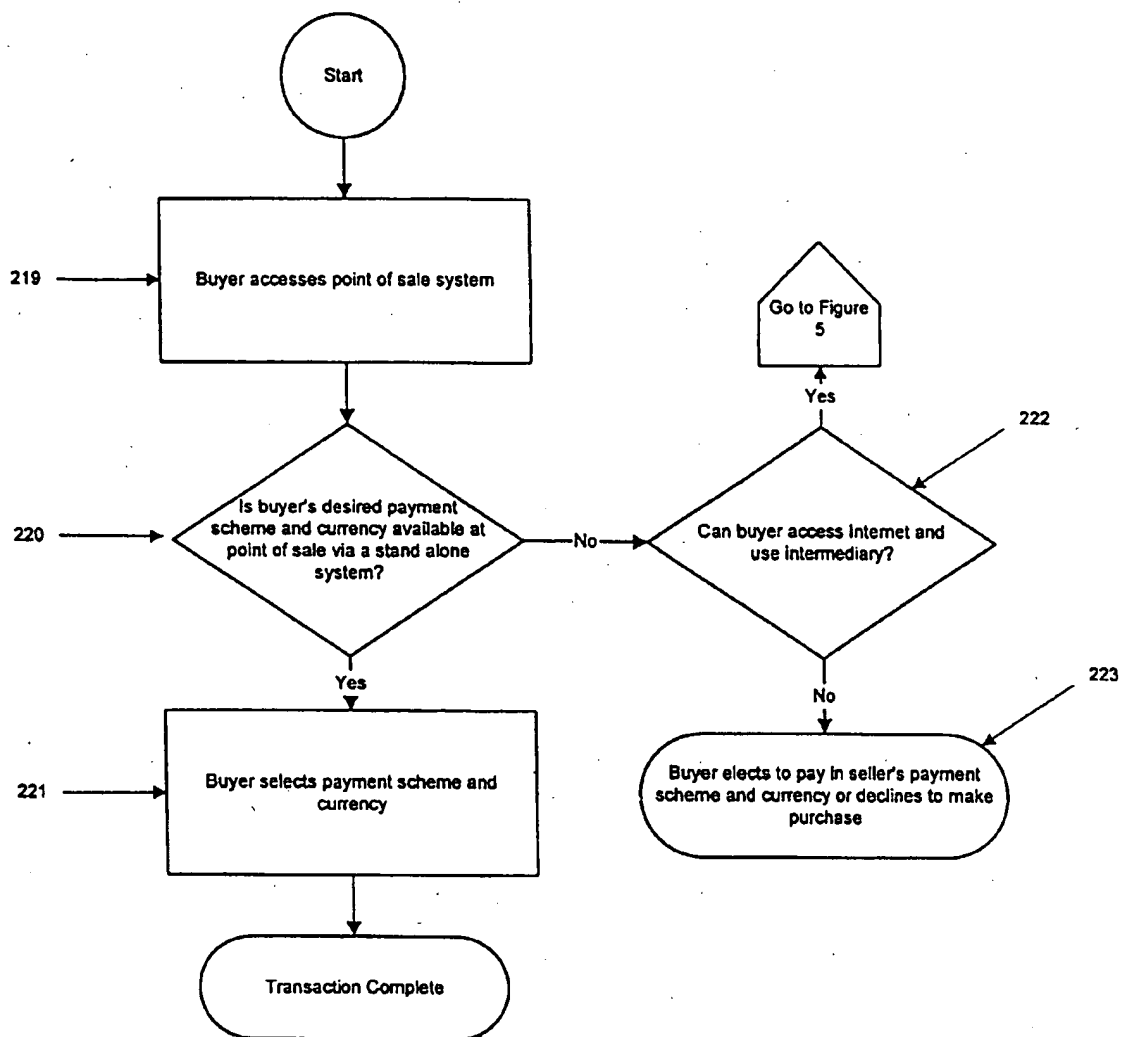 Start
219
Buyer accesses point of sale system
Go to Figure
5
Yes
222
220
Is buyer's desired payment
scheme and currency available at
point of sale via a stand alone
system?
No
Can buyer access Internet and
use intermediary?
Yes
No
223
221
Buyer selects payment scheme and
currency
Buyer elects to pay in seller's payment
scheme and currency or declines to make
purchase
Transaction Complete